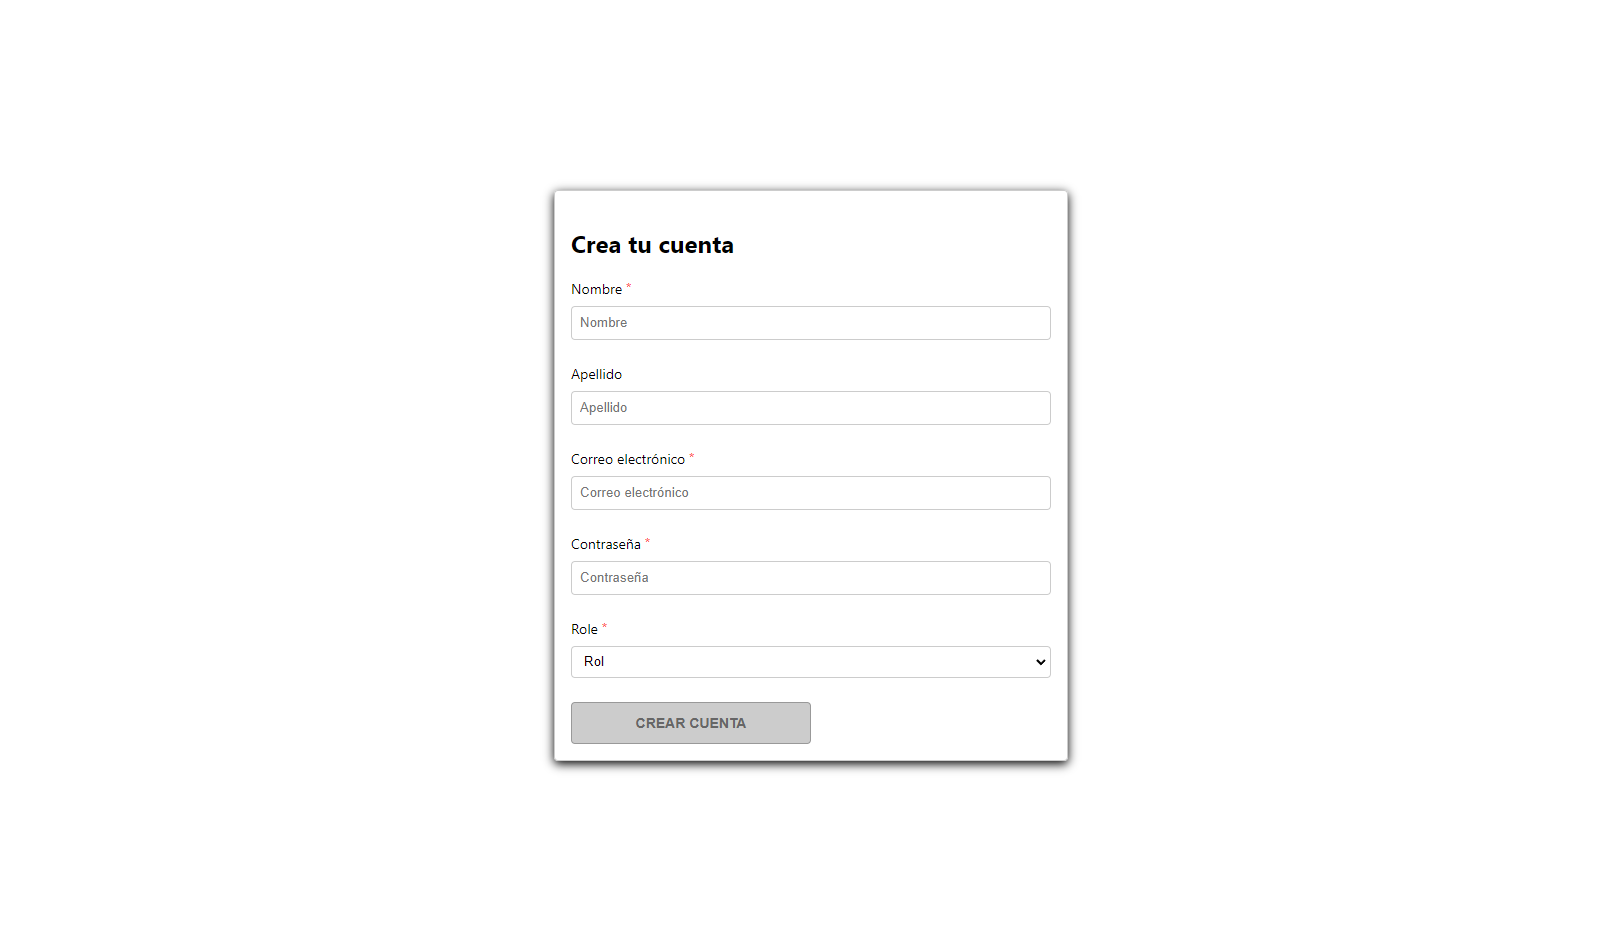 Crea tu cuenta
Nombre *
Nombre
Apellido
Apellido
Correo electrónico *
Correo electrónico
Contraseña *
Contraseña
Role *
Rol
CREAR CUENTA